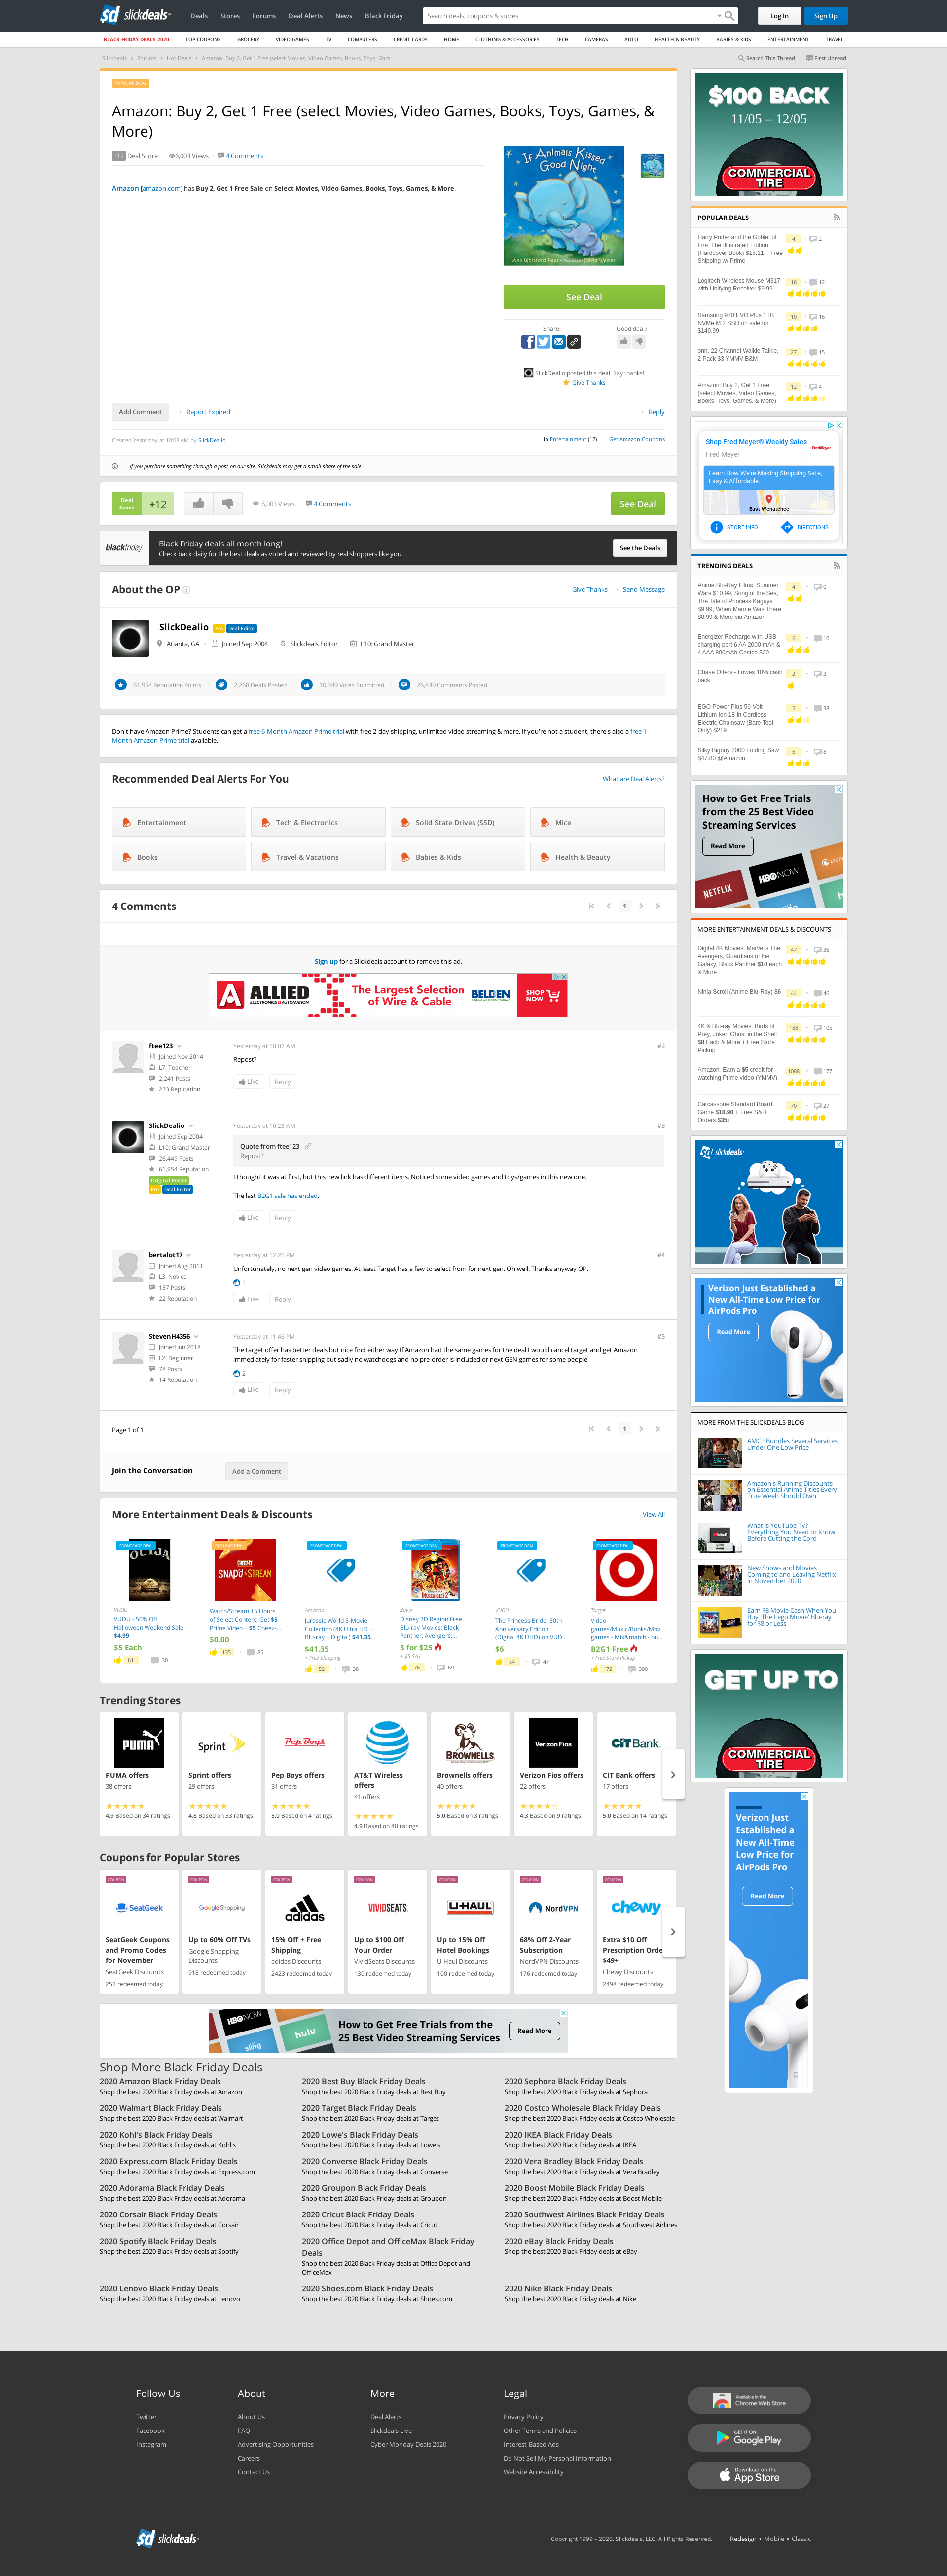 slickdeals
Deals Stores Forums Deal Alerts News Black Friday
Search deals, coupons & stores
Log In Sign Up
BLACK FRIDAY DEALS 2020 TOP COUPONS GROCERY VIDEO GAMES TV COMPUTERS CREDIT CARDS HOME CLOTHING & ACCESSORIES TECH CAMERAS AUTO HEALTH & BEAUTY BABIES & KIDS ENTERTAINMENT TRAVEL
Slickdeals Forums Hot Deals Amazon: Buy 2, Get 1 Free (select Movies, Video Games, Books, Toys, Gam...
Search This Thread First Unread
POPULAR DEAL
Amazon: Buy 2, Get 1 Free (select Movies, Video Games, Books, Toys, Games, & More)
+12 Deal Score 6,003 Views 4 Comments
Amazon [amazon.com] has Buy 2, Get 1 Free Sale on Select Movies, Video Games, Books, Toys, Games, & More.
If Animals Kissed Good Night
Ann Whitford Paul
See Deal
Share Good deal?
SlickDealio posted this deal. Say thanks!
Give Thanks
Add Comment Report Expired Reply
Created Yesterday at 10:03 AM by SlickDealio
in Entertainment (12) Get Amazon Coupons
If you purchase something through a post on our site, Slickdeals may get a small share of the sale.
Deal Score +12 6,003 Views 4 Comments See Deal
blackfriday
Black Friday deals all month long!
Check back daily for the best deals as voted and reviewed by real shoppers like you.
See the Deals
About the OP
Give Thanks Send Message
SlickDealio Pro Deal Editor
Atlanta, GA Joined Sep 2004 Slickdeals Editor L10: Grand Master
61,954 Reputation Points 2,268 Deals Posted 10,349 Votes Submitted 26,449 Comments Posted
Don't have Amazon Prime? Students can get a free 6-Month Amazon Prime trial with free 2-day shipping, unlimited video streaming & more. If you're not a student, there's also a free 1-
Month Amazon Prime trial available.
Recommended Deal Alerts For You
What are Deal Alerts?
Entertainment Tech & Electronics Solid State Drives (SSD) Mice
Books Travel & Vacations Babies & Kids Health & Beauty
4 Comments
1
Sign up for a Slickdeals account to remove this ad.
ALLIED ELECTRONICS & AUTOMATION
The Largest Selection of Wire & Cable
BELDEN
SHOP NOW
ftee123
Joined Nov 2014
L7: Teacher
2,241 Posts
233 Reputation
Yesterday at 10:07 AM #2
Repost?
Like Reply
SlickDealio
Joined Sep 2004
L10: Grand Master
26,449 Posts
61,954 Reputation
Original Poster
Pro Deal Editor
Yesterday at 10:23 AM #3
Quote from ftee123
Repost?
I thought it was at first, but this new link has different items. Noticed some video games and toys/games in this new one.
The last B2G1 sale has ended.
Like Reply
bertalot17
Joined Aug 2011
L3: Novice
157 Posts
22 Reputation
Yesterday at 12:26 PM #4
Unfortunately, no next gen video games. At least Target has a few to select from for next gen. Oh well. Thanks anyway OP.
1
Like Reply
StevenH4356
Joined Jun 2018
L2: Beginner
78 Posts
14 Reputation
Yesterday at 11:46 PM #5
The target offer has better deals but nice find either way If Amazon had the same games for the deal I would cancel target and get Amazon
immediately for faster shipping but sadly no watchdogs and no pre-order is included or next GEN games for some people
2
Like Reply
Page 1 of 1
1
Join the Conversation Add a Comment
More Entertainment Deals & Discounts
View All
FRONTPAGE DEAL
VUDU
VUDU - 50% Off Halloween Weekend Sale $4.99
$5 Each
61 30
POPULAR DEAL
Watch/Stream 15 Hours of Select Content, Get $5 Prime Video + $5 Cheez-...
$0.00
135 85
FRONTPAGE DEAL
Amazon
Jurassic World 5-Movie Collection (4K Ultra HD + Blu-ray + Digital) $41.35...
$41.35
+ Free Shipping
52 38
FRONTPAGE DEAL
Zavvi
Disney 3D Region Free Blu-ray Movies: Black Panther, Avengers:...
3 for $25
+ $5 S/H
76 69
FRONTPAGE DEAL
VUDU
The Princess Bride: 30th Anniversary Edition (Digital 4K UHD) on VUD...
$6
54 47
FRONTPAGE DEAL
Target
Video games/Music/Books/Movi games - Mix&match - bu...
B2G1 Free
+ Free Store Pickup
172 300
Trending Stores
PUMA offers
38 offers
4.9 Based on 34 ratings
Sprint offers
29 offers
4.8 Based on 33 ratings
Pep Boys offers
31 offers
5.0 Based on 4 ratings
AT&T Wireless offers
41 offers
4.9 Based on 40 ratings
Brownells offers
40 offers
5.0 Based on 3 ratings
Verizon Fios offers
22 offers
4.3 Based on 9 ratings
CIT Bank offers
17 offers
5.0 Based on 14 ratings
Coupons for Popular Stores
COUPON
SeatGeek
SeatGeek Coupons and Promo Codes for November
SeatGeek Discounts
252 redeemed today
COUPON
Google Shopping
Up to 60% Off TVs
Google Shopping Discounts
918 redeemed today
COUPON
adidas
15% Off + Free Shipping
adidas Discounts
2423 redeemed today
COUPON
VIVIDSEATS.
Up to $100 Off Your Order
VividSeats Discounts
130 redeemed today
COUPON
U-HAUL
Up to 15% Off Hotel Bookings
U-Haul Discounts
100 redeemed today
COUPON
NordVPN
68% Off 2-Year Subscription
NordVPN Discounts
176 redeemed today
COUPON
chewy
Extra $10 Off Prescription Orde $49+
Chewy Discounts
2498 redeemed today
HBO NOW sling hulu
How to Get Free Trials from the 25 Best Video Streaming Services
Read More
Shop More Black Friday Deals
2020 Amazon Black Friday Deals
Shop the best 2020 Black Friday deals at Amazon
2020 Best Buy Black Friday Deals
Shop the best 2020 Black Friday deals at Best Buy
2020 Sephora Black Friday Deals
Shop the best 2020 Black Friday deals at Sephora
2020 Walmart Black Friday Deals
Shop the best 2020 Black Friday deals at Walmart
2020 Target Black Friday Deals
Shop the best 2020 Black Friday deals at Target
2020 Costco Wholesale Black Friday Deals
Shop the best 2020 Black Friday deals at Costco Wholesale
2020 Kohl's Black Friday Deals
Shop the best 2020 Black Friday deals at Kohl's
2020 Lowe's Black Friday Deals
Shop the best 2020 Black Friday deals at Lowe's
2020 IKEA Black Friday Deals
Shop the best 2020 Black Friday deals at IKEA
2020 Express.com Black Friday Deals
Shop the best 2020 Black Friday deals at Express.com
2020 Converse Black Friday Deals
Shop the best 2020 Black Friday deals at Converse
2020 Vera Bradley Black Friday Deals
Shop the best 2020 Black Friday deals at Vera Bradley
2020 Adorama Black Friday Deals
Shop the best 2020 Black Friday deals at Adorama
2020 Groupon Black Friday Deals
Shop the best 2020 Black Friday deals at Groupon
2020 Boost Mobile Black Friday Deals
Shop the best 2020 Black Friday deals at Boost Mobile
2020 Corsair Black Friday Deals
Shop the best 2020 Black Friday deals at Corsair
2020 Cricut Black Friday Deals
Shop the best 2020 Black Friday deals at Cricut
2020 Southwest Airlines Black Friday Deals
Shop the best 2020 Black Friday deals at Southwest Airlines
2020 Spotify Black Friday Deals
Shop the best 2020 Black Friday deals at Spotify
2020 Office Depot and OfficeMax Black Friday Deals
Shop the best 2020 Black Friday deals at Office Depot and OfficeMax
2020 eBay Black Friday Deals
Shop the best 2020 Black Friday deals at eBay
2020 Lenovo Black Friday Deals
Shop the best 2020 Black Friday deals at Lenovo
2020 Shoes.com Black Friday Deals
Shop the best 2020 Black Friday deals at Shoes.com
2020 Nike Black Friday Deals
Shop the best 2020 Black Friday deals at Nike
$100 BACK
11/05 – 12/05
COMMERCIAL TIRE
POPULAR DEALS
Harry Potter and the Goblet of Fire: The Illustrated Edition (Hardcover Book) $15.11 + Free Shipping w/ Prime
4 2
Logitech Wireless Mouse M317 with Unifying Receiver $9.99
16 12
Samsung 970 EVO Plus 1TB NVMe M.2 SSD on sale for $149.99
10 16
onn. 22 Channel Walkie Talkie, 2 Pack $3 YMMV B&M
27 15
Amazon: Buy 2, Get 1 Free (select Movies, Video Games, Books, Toys, Games, & More)
12 4
Shop Fred Meyer® Weekly Sales
Fred Meyer
Learn How We're Making Shopping Safe, Easy & Affordable.
East Wenatchee
STORE INFO DIRECTIONS
TRENDING DEALS
Anime Blu-Ray Films: Summer Wars $10.99, Song of the Sea, The Tale of Princess Kaguya $9.99, When Marnie Was There $8.99 & More via Amazon
4 0
Energizer Recharge with USB charging port 6 AA 2000 mAh & 4 AAA 800mAh Costco $20
6 10
Chase Offers - Lowes 10% cash back
2 3
EGO Power Plus 56-Volt Lithium Ion 18-in Cordless Electric Chainsaw (Bare Tool Only) $219
5 38
Silky Bigboy 2000 Folding Saw $47.80 @Amazon
6 8
How to Get Free Trials from the 25 Best Video Streaming Services
Read More
NETFLIX HBO NOW
MORE ENTERTAINMENT DEALS & DISCOUNTS
Digital 4K Movies: Marvel's The Avengers, Guardians of the Galaxy, Black Panther $10 each & More
47 36
Ninja Scroll (Anime Blu-Ray) $6
44 46
4K & Blu-ray Movies: Birds of Prey, Joker, Ghost in the Shell $8 Each & More + Free Store Pickup
188 105
Amazon :Earn a $5 credit for watching Prime video (YMMV)
1088 177
Carcassone Standard Board Game $18.90 + Free S&H Orders $35+
70 27
slickdeals
Verizon Just Established a New All-Time Low Price for AirPods Pro
Read More
MORE FROM THE SLICKDEALS BLOG
AMC+ Bundles Several Services Under One Low Price
Amazon's Running Discounts on Essential Anime Titles Every True Weeb Should Own
What is YouTube TV? Everything You Need to Know Before Cutting the Cord
New Shows and Movies Coming to and Leaving Netflix in November 2020
Earn $8 Movie Cash When You Buy 'The Lego Movie' Blu-ray for $8 or Less
GET UP TO
COMMERCIAL TIRE
Verizon Just Established a New All-Time Low Price for AirPods Pro
Read More
Follow Us
Twitter
Facebook
Instagram
About
About Us
FAQ
Advertising Opportunities
Careers
Contact Us
More
Deal Alerts
Slickdeals Live
Cyber Monday Deals 2020
Legal
Privacy Policy
Other Terms and Policies
Interest-Based Ads
Do Not Sell My Personal Information
Website Accessibility
Available in the Chrome Web Store
GET IT ON Google Play
Download on the App Store
slickdeals
Copyright 1999 – 2020. Slickdeals, LLC. All Rights Reserved. Redesign • Mobile • Classic